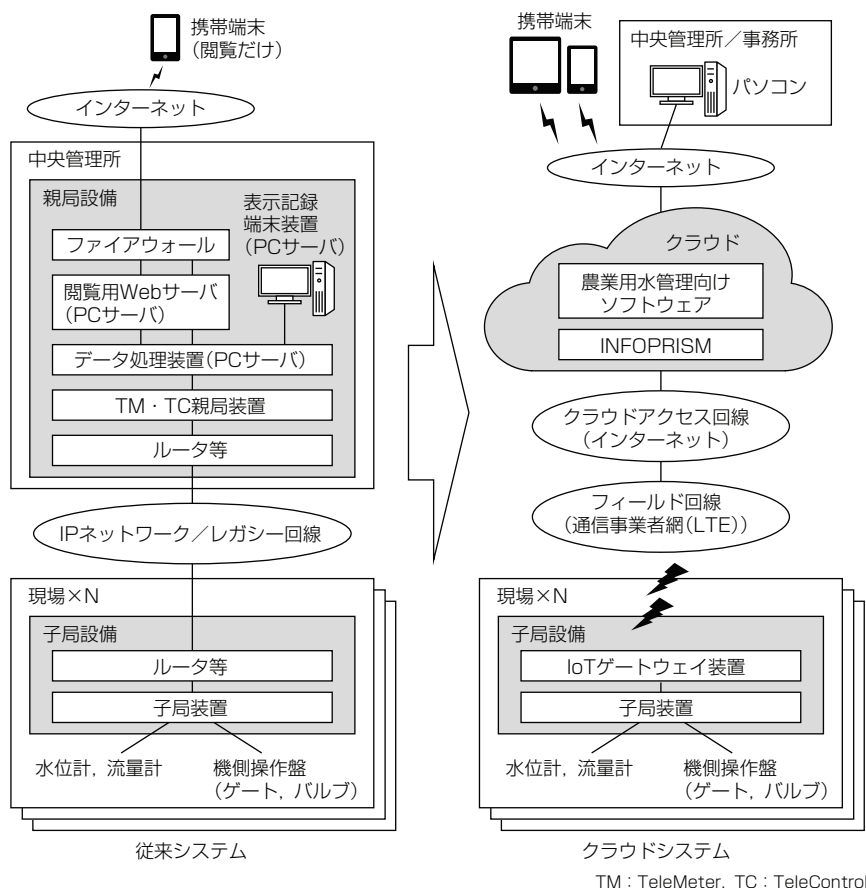 携帯端末
（閲覧だけ）
インターネット
中央管理所
親局設備
表示記録
端末装置
（PCサーバ）
ファイアウォール
閲覧用Webサーバ
（PCサーバ）
データ処理装置（PCサーバ）
TM・TC親局装置
ルータ等
IPネットワーク／レガシー回線
現場×N
子局設備
ルータ等
子局装置
水位計，流量計
機側操作盤
（ゲート，バルブ）
従来システム
携帯端末
中央管理所／事務所
パソコン
インターネット
クラウド
農業用水管理向け
ソフトウェア
INFOPRISM
クラウドアクセス回線
（インターネット）
フィールド回線
（通信事業者網（LTE））
現場×N
子局設備
IoTゲートウェイ装置
子局装置
水位計，流量計
機側操作盤
（ゲート，バルブ）
クラウドシステム
TM：TeleMeter，TC：TeleControl